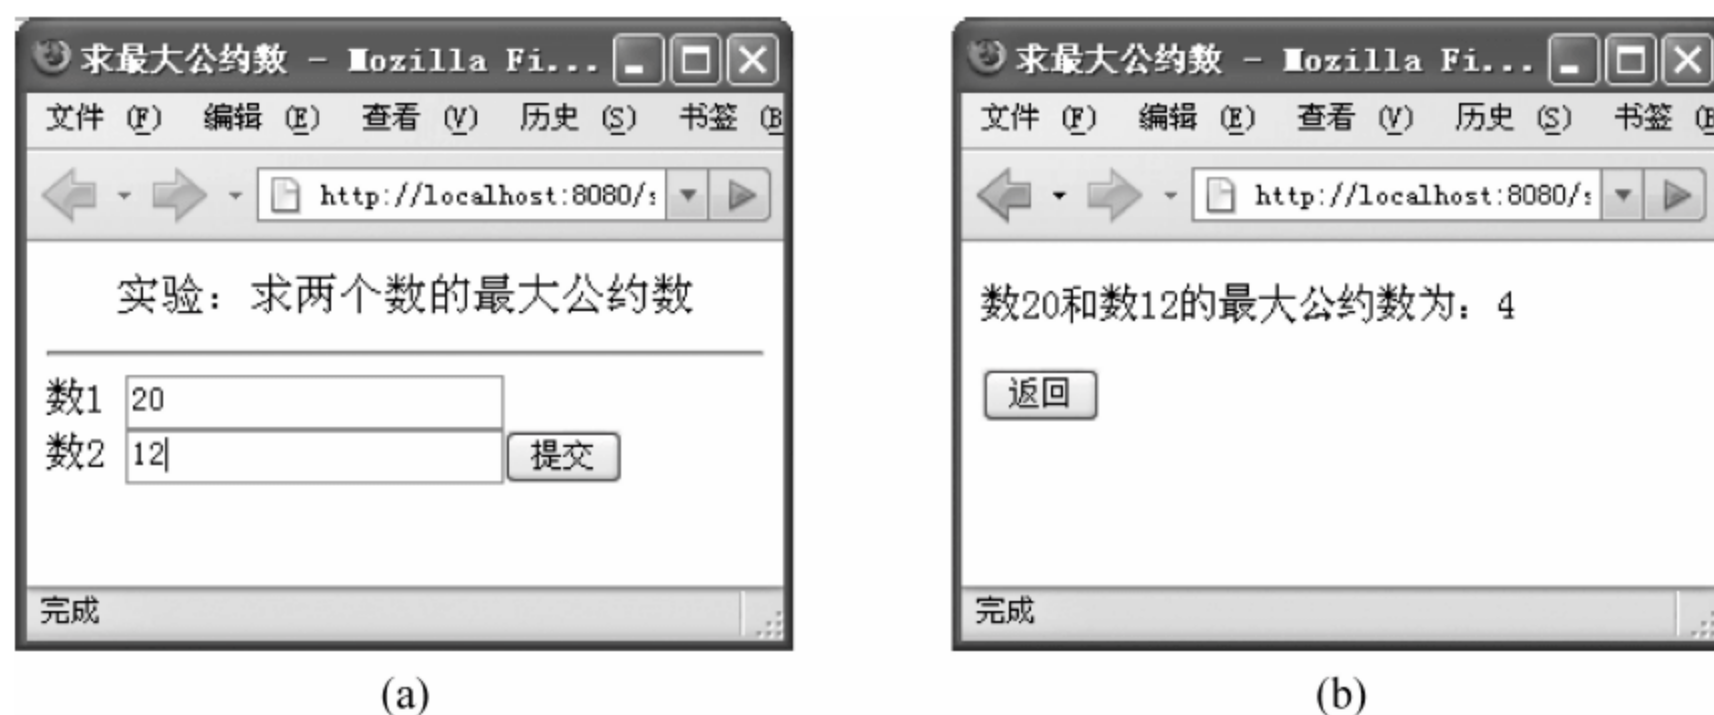 求最大公约数 - Mozilla Fi...
文件 (F) 编辑 (E) 查看 (V) 历史 (S) 书签 (B
http://localhost:8080/s
实验：求两个数的最大公约数
数1 20
数2 12 提交
完成
(a)
求最大公约数 - Mozilla Fi...
文件 (F) 编辑 (E) 查看 (V) 历史 (S) 书签 (B
http://localhost:8080/s
数20和数12的最大公约数为：4
返回
完成
(b)